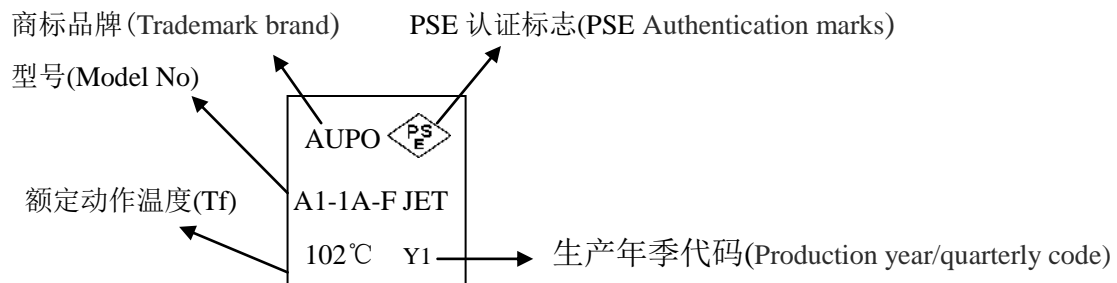 商标品牌(Trademark brand) PSE 认证标志(PSE Authentication marks)
型号(Model No)
AUPO PSE
额定动作温度(Tf) A1-1A-F JET
102℃ Y1 生产年季代码(Production year/quarterly code)